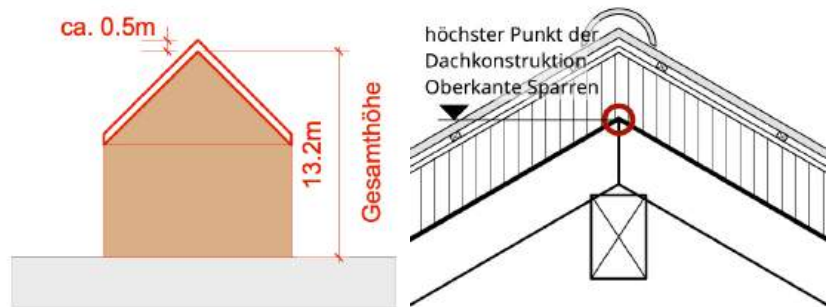 ca. 0.5m
13.2m
Gesamthöhe
höchster Punkt der
Dachkonstruktion
Oberkante Sparren